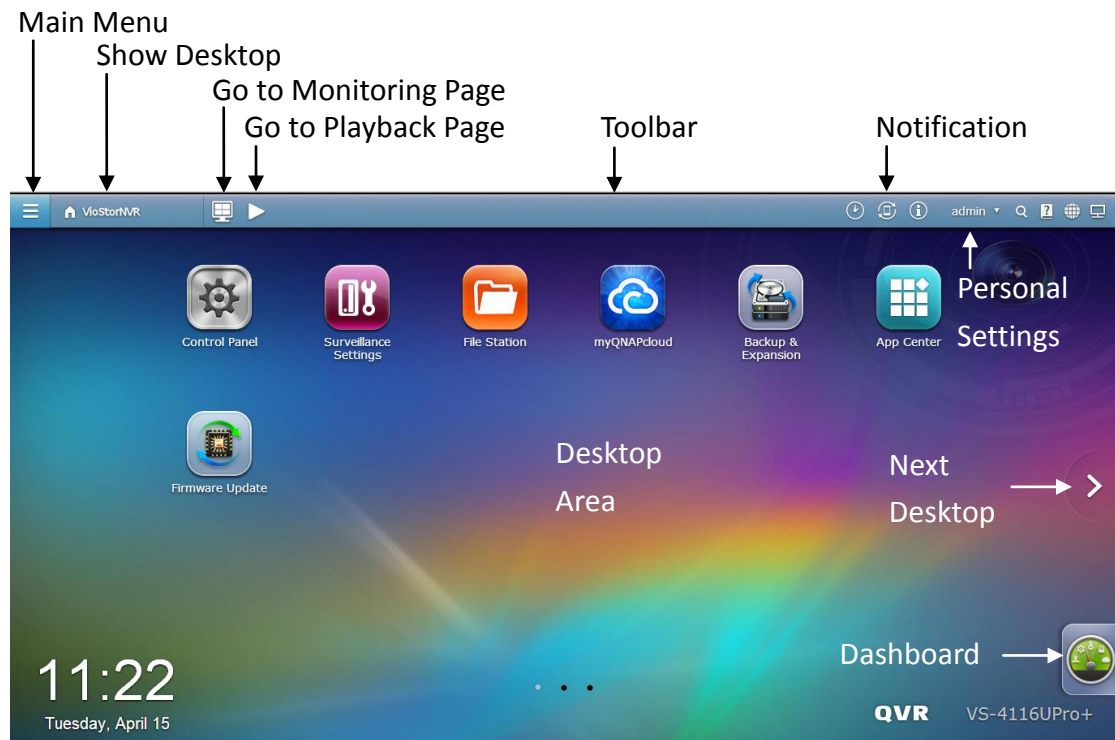 Main Menu
Show Desktop
Go to Monitoring Page
Go to Playback Page
Toolbar
Notification
VioStorNVR
admin
Personal
Settings
Control Panel
Surveillance
Settings
File Station
myQNAPcloud
Backup &
Expansion
App Center
Firmware Update
Desktop
Area
Next
Desktop
Dashboard
11:22
Tuesday, April 15
QVR
VS-4116UPro+